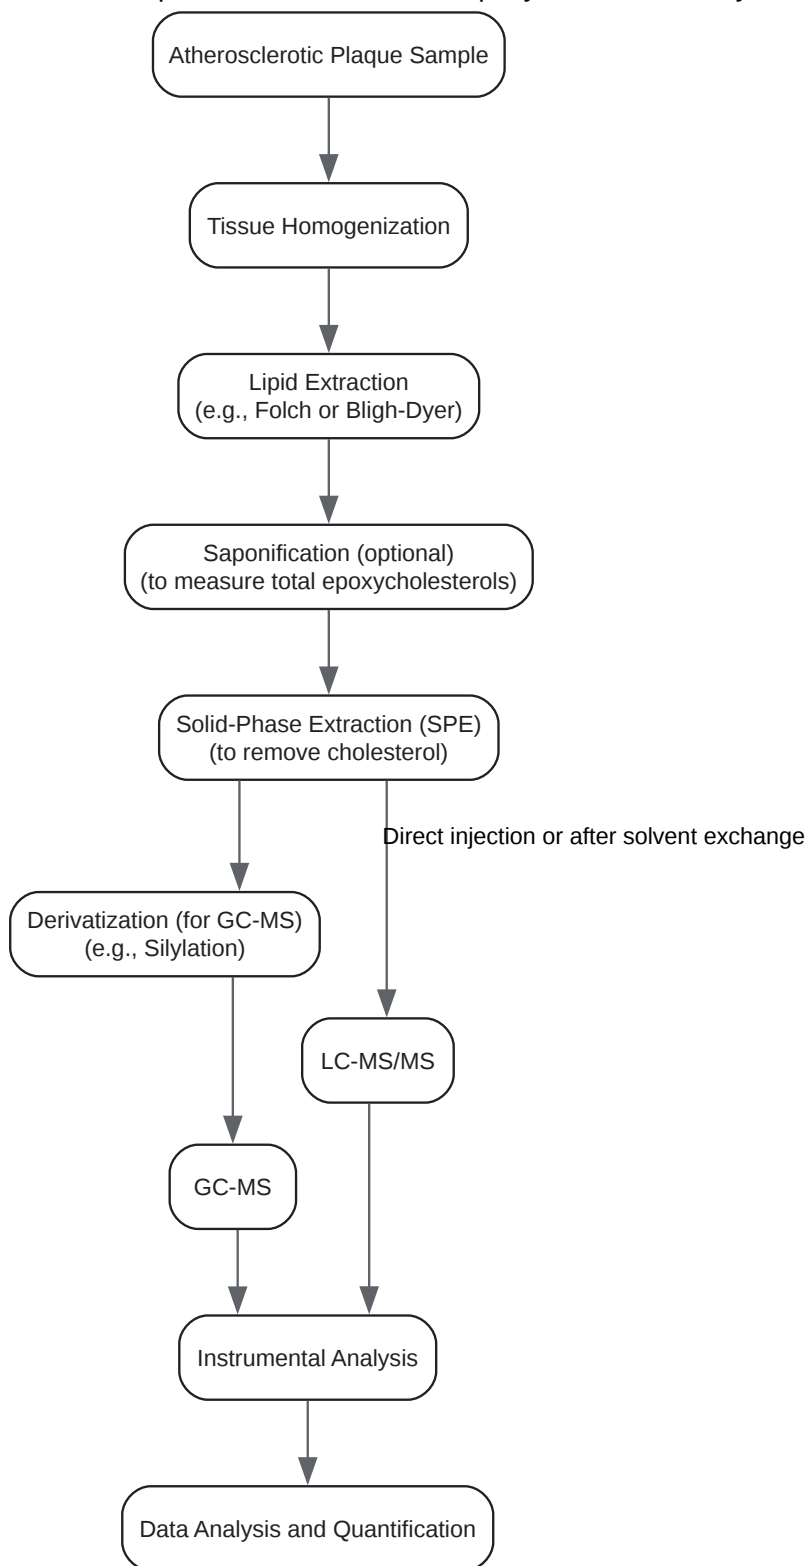 Atherosclerotic Plaque Sample
Tissue Homogenization
Lipid Extraction
(e.g., Folch or Bligh-Dyer)
Saponification (optional)
(to measure total epoxycholesterols)
Solid-Phase Extraction (SPE)
(to remove cholesterol)
Direct injection or after solvent exchange
Derivatization (for GC-MS)
(e.g., Silylation)
LC-MS/MS
GC-MS
Instrumental Analysis
Data Analysis and Quantification